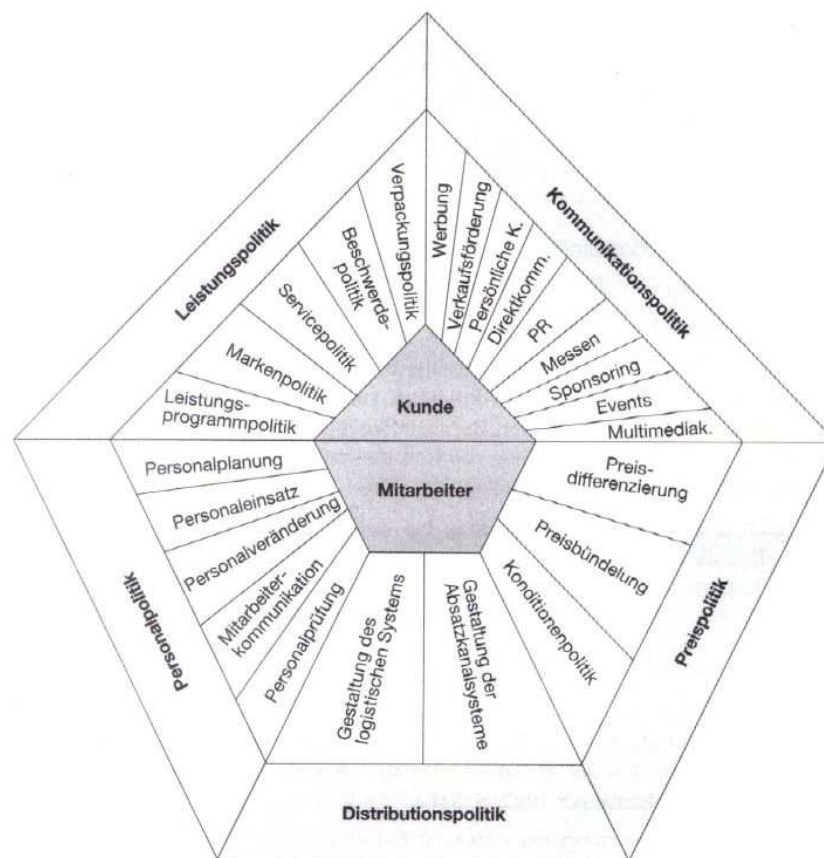 Leistungspolitik
Kommunikationspolitik
Verpackungspolitik
Beschwerde-
politik
Servicepolitik
Markenpolitik
Leistungs-
programmpolitik
Werbung
Verkaufsförderung
Persönliche K.
Direktkomm.
PR
Messen
Sponsoring
Events
Multimediak.
Kunde
Mitarbeiter
Personalplanung
Personaleinsatz
Personalveränderung
Mitarbeiter-
kommunikation
Personalprüfung
Personalpolitik
Gestaltung des
logistischen Systems
Gestaltung der
Absatzkanalsysteme
Distributionspolitik
Preis-
differenzierung
Preisbündelung
Konditionenpolitik
Preispolitik